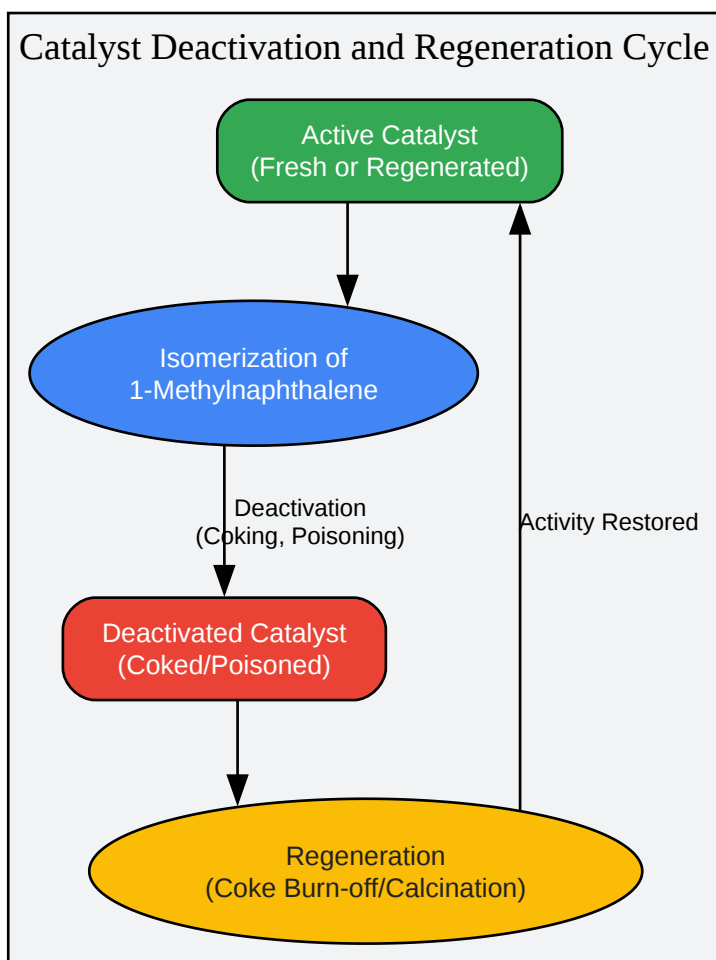 Catalyst Deactivation and Regeneration Cycle
Active Catalyst
(Fresh or Regenerated)
Isomerization of
1-Methylnaphthalene
Deactivation
(Coking, Poisoning)
Activity Restored
Deactivated Catalyst
(Coked/Poisoned)
Regeneration
(Coke Burn-off/Calcination)